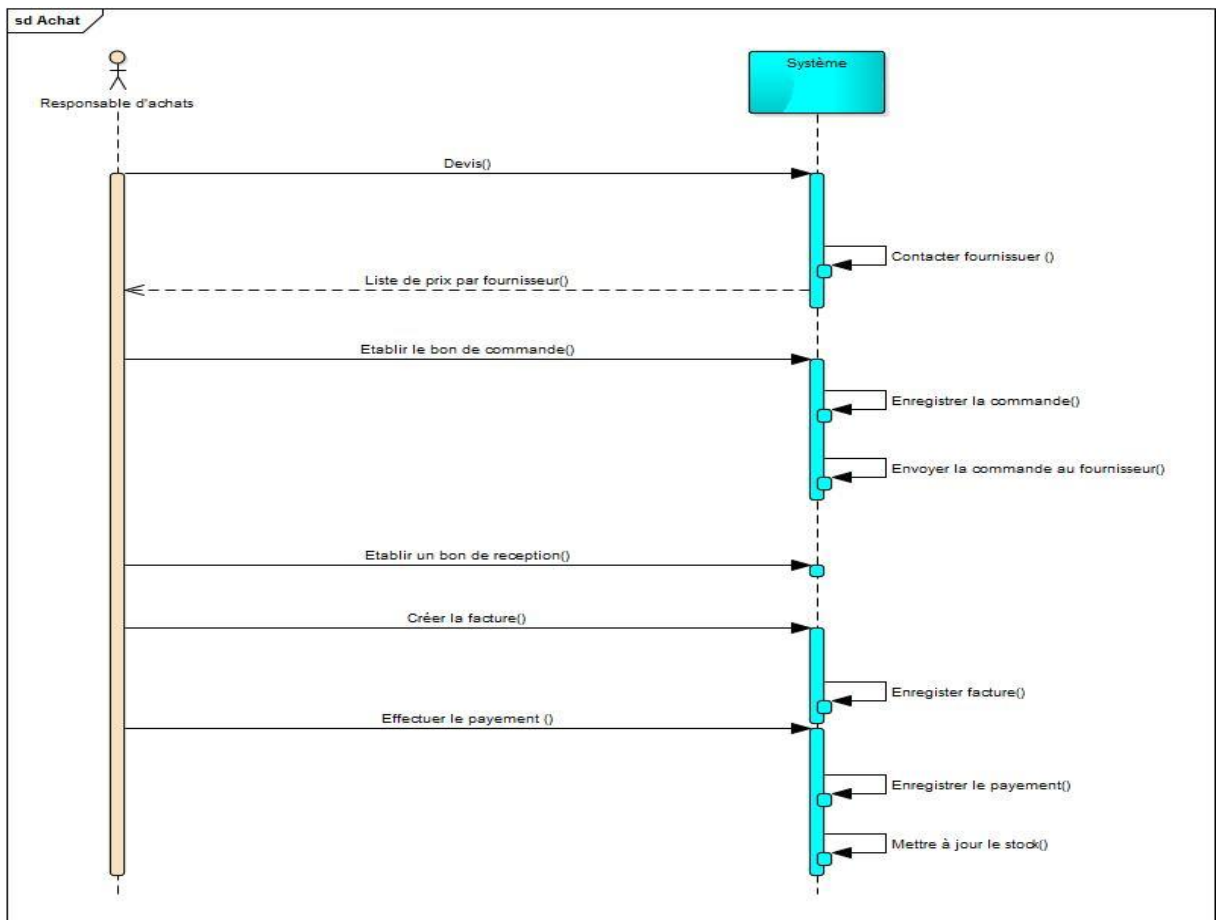 sd Achat
Système
Responsable d'achats
Devis()
Contacter fournissuer ()
Liste de prix par fournisseur()
Etablir le bon de commande()
Enregistrer la commande()
Envoyer la commande au fournisseur()
Etablir un bon de reception()
Créer la facture()
Enregister facture()
Effectuer le payement ()
Enregistrer le payement()
Mettre à jour le stock()